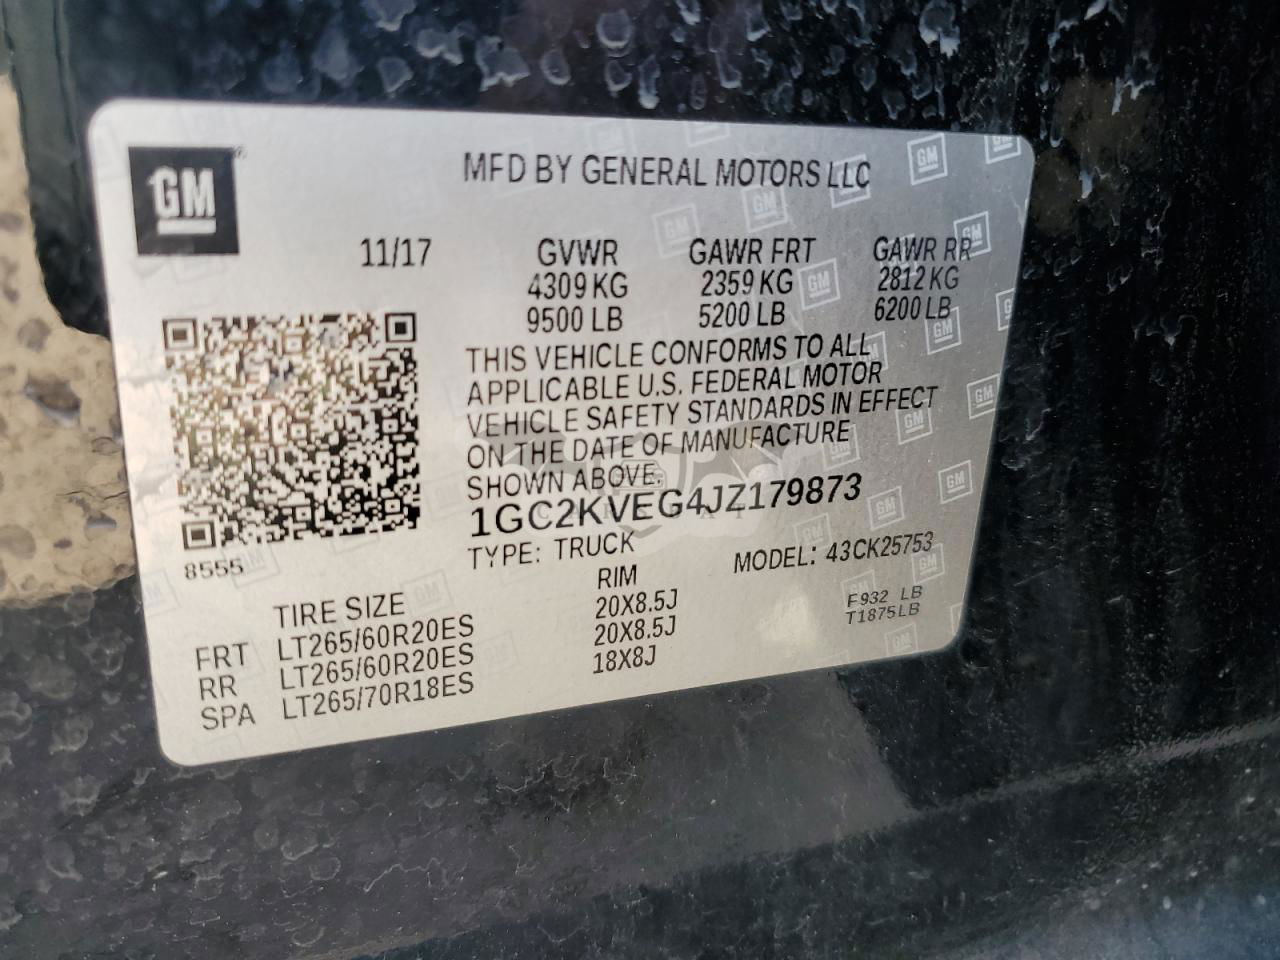 GM
MFD BY GENERAL MOTORS LLC
11/17 GVWR GAWR FRT GAWR RR
4309 KG 2359 KG 2812 KG
9500 LB 5200 LB 6200 LB
THIS VEHICLE CONFORMS TO ALL
APPLICABLE U.S. FEDERAL MOTOR
VEHICLE SAFETY STANDARDS IN EFFECT
ON THE DATE OF MANUFACTURE
SHOWN ABOVE.
1GC2KVEG4JZ179873
8555 TYPE: TRUCK MODEL: 43CK25753
TIRE SIZE RIM
FRT LT265/60R20ES 20X8.5J F932 LB
RR LT265/60R20ES 20X8.5J T1875LB
SPA LT265/70R18ES 18X8J